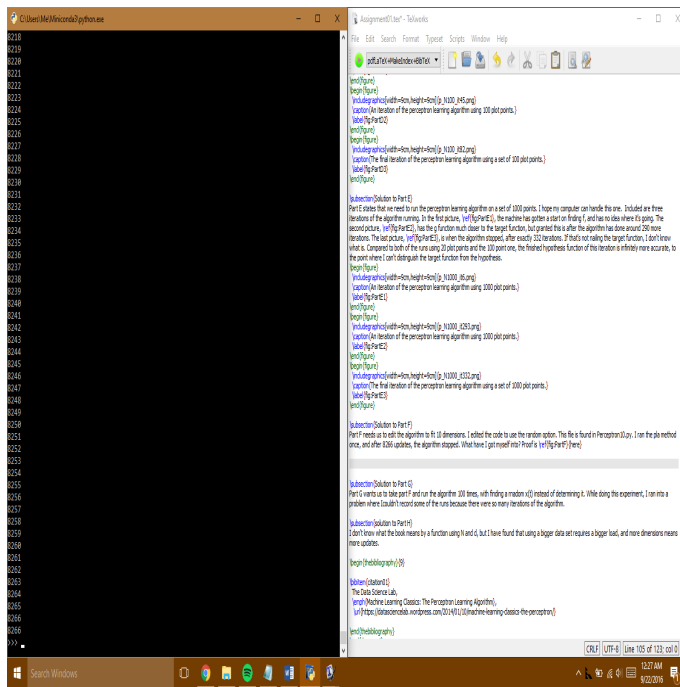 C:\Users\Me\Miniconda3\python.exe
8218
8219
8220
8221
8222
8223
8224
8225
8226
8227
8228
8229
8230
8231
8232
8233
8234
8235
8236
8237
8238
8239
8240
8241
8242
8243
8244
8245
8246
8247
8248
8249
8250
8251
8252
8253
8254
8255
8256
8257
8258
8259
8260
8261
8262
8263
8264
8265
8266
8266
>>>
Assignment01.tex* - TeXworks
File Edit Search Format Typeset Scripts Window Help
pdfLaTeX+MakeIndex+BibTeX
\end{figure}
\begin{figure}
\includegraphics[width=9cm,height=9cm]{p_N100_it45.png}
\caption{An iteration of the perceptron learning algorithm using 100 plot points.}
\label{fig:PartD2}
\end{figure}
\begin{figure}
\includegraphics[width=9cm,height=9cm]{p_N100_it82.png}
\caption{The final iteration of the perceptron learning algorithm using a set of 100 plot points.}
\label{fig:PartD3}
\end{figure}
\subsection{Solution to Part E}
Part E states that we need to run the perceptron learning algorithm on a set of 1000 points. I hope my computer can handle this one. Included are three
iterations of the algorithm running. In the first picture, \ref{fig:PartE1}, the machine has gotten a start on finding f, and has no idea where it's going. The
second picture, \ref{fig:PartE2}, has the g function much closer to the target function, but granted this is after the algorithm has done around 290 more
iterations. The last picture, \ref{fig:PartE3}, is when the algorithm stopped, after exactly 332 iterations. If that's not nailing the target function, I don't know
what is. Compared to both of the runs using 20 plot points and the 100 point one, the finished hypothesis function of this iteration is infinitely more accurate, to
the point where I can't distinguish the target function from the hypothesis.
\begin{figure}
\includegraphics[width=9cm,height=9cm]{p_N1000_it6.png}
\caption{An iteration of the perceptron learning algorithm using 1000 plot points.}
\label{fig:PartE1}
\end{figure}
\begin{figure}
\includegraphics[width=9cm,height=9cm]{p_N1000_it293.png}
\caption{An iteration of the perceptron learning algorithm using 1000 plot points.}
\label{fig:PartE2}
\end{figure}
\begin{figure}
\includegraphics[width=9cm,height=9cm]{p_N1000_it332.png}
\caption{The final iteration of the perceptron learning algorithm using a set of 1000 plot points.}
\label{fig:PartE3}
\end{figure}
\subsection{Solution to Part F}
Part F needs us to edit the algorithm to fit 10 dimensions. I edited the code to use the random option. This file is found in Perceptron10.py. I ran the pla method
once, and after 8266 updates, the algorithm stopped. What have I got myself into? Proof is \ref{fig:PartF}{here}
\subsection{Solution to Part G}
Part G wants us to take part F and run the algorithm 100 times, with finding a radom x(t) instead of determining it. While doing this experiment, I ran into a
problem where Icouldn't record some of the runs because there were so many iterations of the algorithm.
\subsection{solution to Part H}
I don't know what the book means by a function using N and d, but I have found that using a bigger data set requires a bigger load, and more dimensions means
more updates.
\begin{thebibliography}{9}
\bibitem{citation01}
The Data Science Lab,
\emph{Machine Learning Classics: The Perceptron Learning Algorithm},
\url{https://datasciencelab.wordpress.com/2014/01/10/machine-learning-classics-the-perceptron/}
\end{thebibliography}
CRLF UTF-8 Line 105 of 123; col 0
Search Windows
12:27 AM
9/22/2016